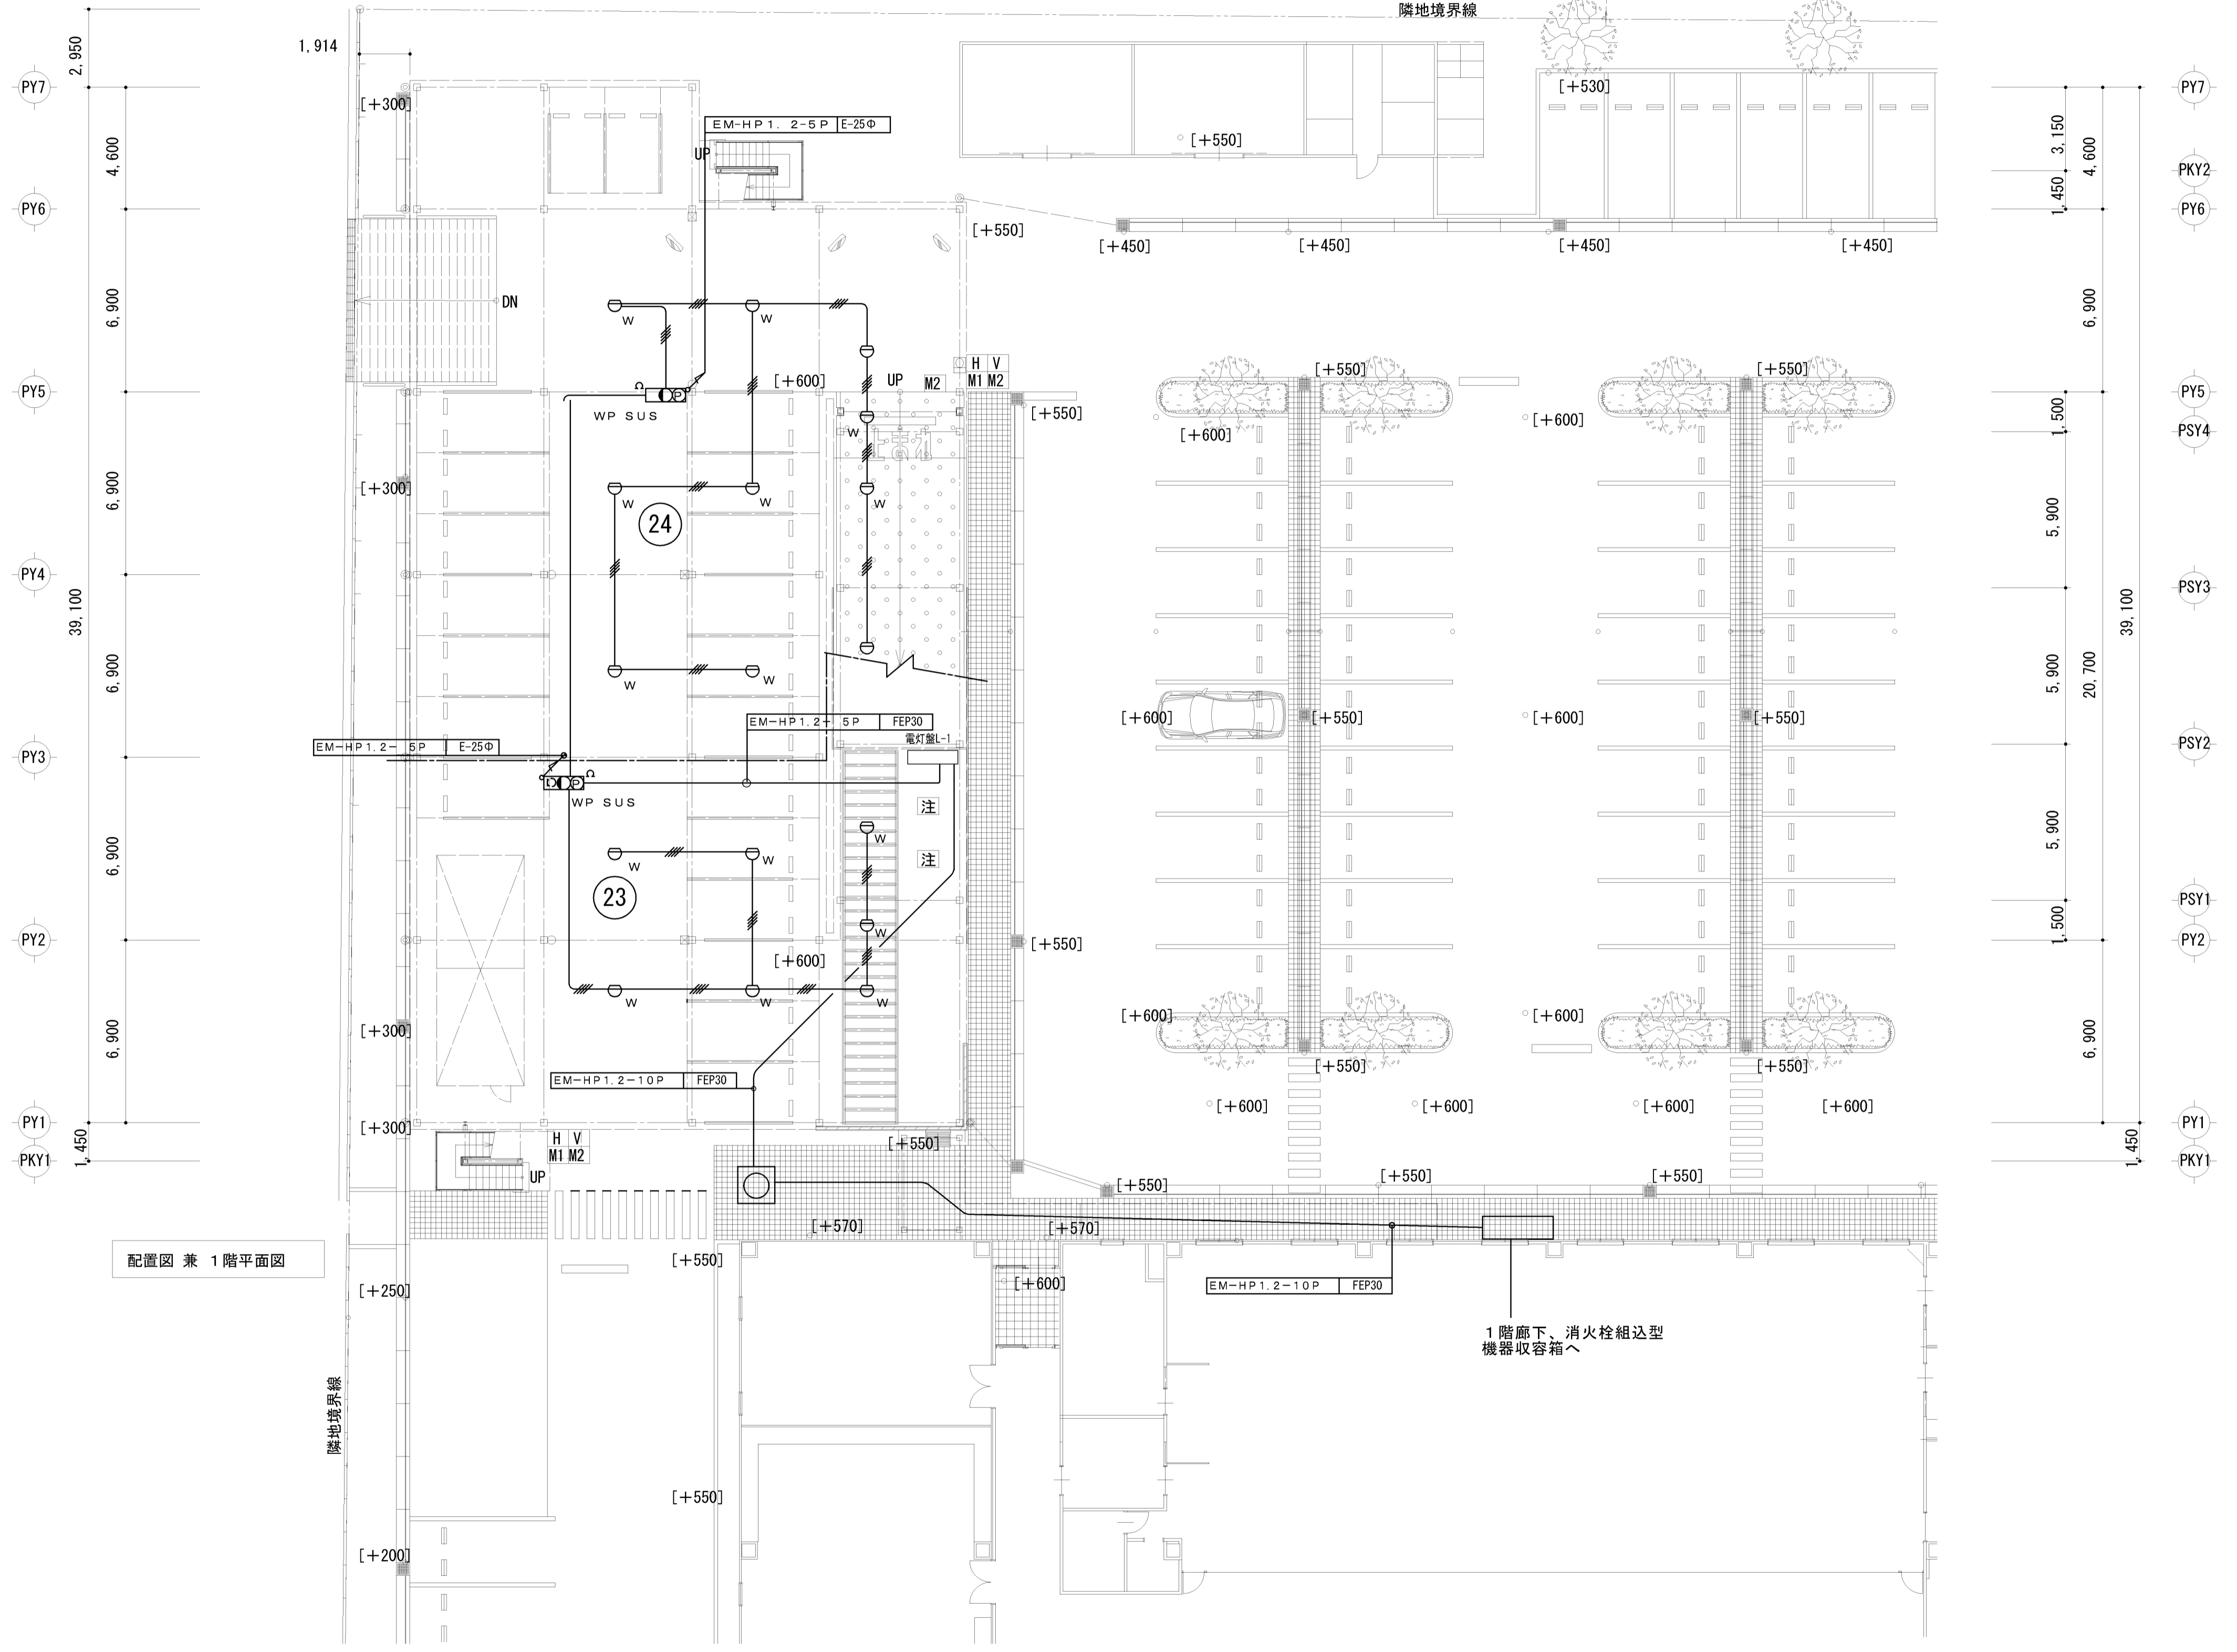 隣地境界線
1,914
2,950
PY7
PY7
[+300]
[+530]
EM-HP1. 2-5P E-25Φ
[+550]
3,150
4,600
4,600
UP
PKY2
1,450
PY6
PY6
[+550]
[+450]
[+450]
[+450]
[+450]
DN
6,900
6,900
W
W
H V
M1 M2
UP
M2
[+600]
[+550]
[+550]
PY5
PY5
WP SUS
[+550]
[+600]
[+600]
1,500
PSY4
W
[+300]
W
W
W
24
6,900
5,900
PY4
PSY3
39,100
39,100
6,900
5,900
20,700
W
W
EM-HP1.2- 5P FEP30
[+600]
[+550]
[+600]
[+550]
電灯盤L-1
EM-HP1.2- 5P E-25Φ
PY3
PSY2
P
P
WP SUS
注
W
注
W
W
23
6,900
5,900
PSY1
W
1,500
PY2
PY2
[+550]
[+600]
W
W
W
[+600]
[+600]
[+300]
6,900
6,900
[+550]
[+550]
EM-HP1.2-10P FEP30
[+600]
[+600]
[+600]
[+600]
PY1
PY1
[+300]
H V
M1 M2
[+550]
1,450
1,450
PKY1
PKY1
UP
[+550]
[+550]
[+550]
[+570]
[+570]
配置図 兼 1階平面図
[+550]
[+250]
[+600]
EM-HP1.2-10P FEP30
1階廊下、消火栓組込型
機器収容箱へ
隣地境界線
[+550]
[+200]